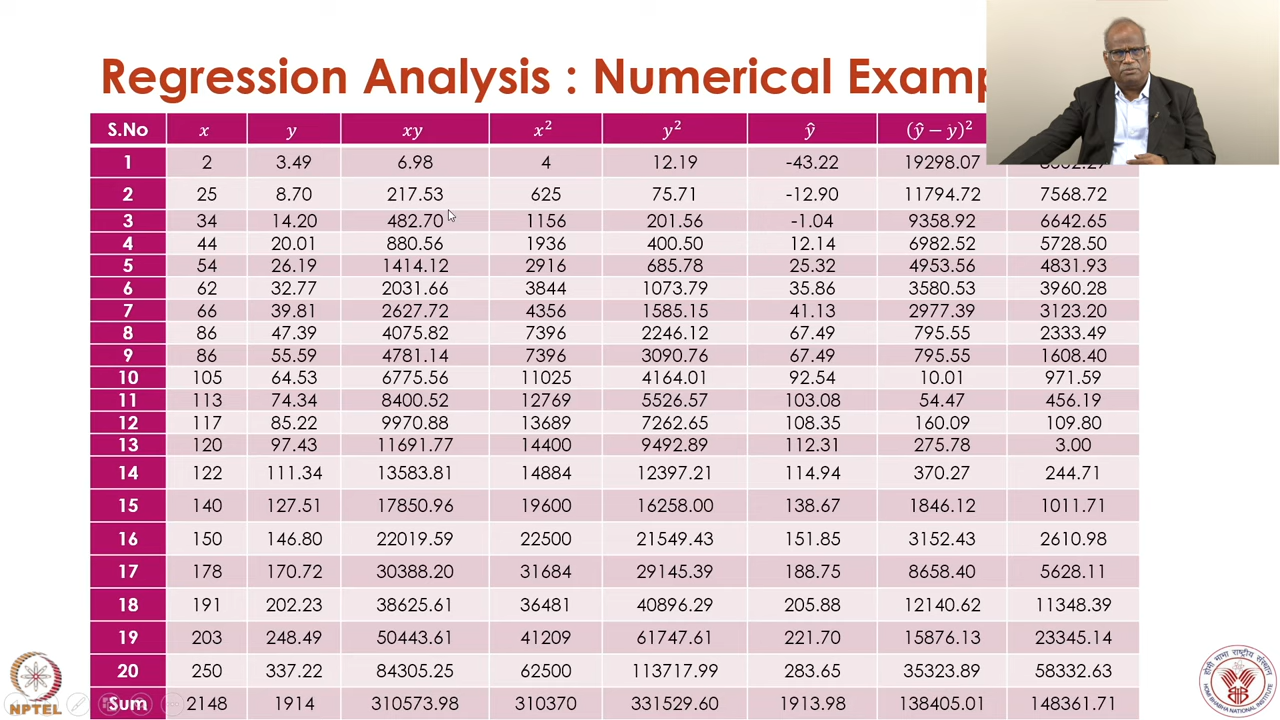 Regression Analysis : Numerical Examp
S.No x y xy x² y² ŷ (ŷ − ȳ)²
1 2 3.49 6.98 4 12.19 -43.22 19298.07
2 25 8.70 217.53 625 75.71 -12.90 11794.72 7568.72
3 34 14.20 482.70 1156 201.56 -1.04 9358.92 6642.65
4 44 20.01 880.56 1936 400.50 12.14 6982.52 5728.50
5 54 26.19 1414.12 2916 685.78 25.32 4953.56 4831.93
6 62 32.77 2031.66 3844 1073.79 35.86 3580.53 3960.28
7 66 39.81 2627.72 4356 1585.15 41.13 2977.39 3123.20
8 86 47.39 4075.82 7396 2246.12 67.49 795.55 2333.49
9 86 55.59 4781.14 7396 3090.76 67.49 795.55 1608.40
10 105 64.53 6775.56 11025 4164.01 92.54 10.01 971.59
11 113 74.34 8400.52 12769 5526.57 103.08 54.47 456.19
12 117 85.22 9970.88 13689 7262.65 108.35 160.09 109.80
13 120 97.43 11691.77 14400 9492.89 112.31 275.78 3.00
14 122 111.34 13583.81 14884 12397.21 114.94 370.27 244.71
15 140 127.51 17850.96 19600 16258.00 138.67 1846.12 1011.71
16 150 146.80 22019.59 22500 21549.43 151.85 3152.43 2610.98
17 178 170.72 30388.20 31684 29145.39 188.75 8658.40 5628.11
18 191 202.23 38625.61 36481 40896.29 205.88 12140.62 11348.39
19 203 248.49 50443.61 41209 61747.61 221.70 15876.13 23345.14
20 250 337.22 84305.25 62500 113717.99 283.65 35323.89 58332.63
Sum 2148 1914 310573.98 310370 331529.60 1913.98 138405.01 148361.71
NPTEL
होमी भाभा राष्ट्रीय संस्थान
HOMI BHABHA NATIONAL INSTITUTE